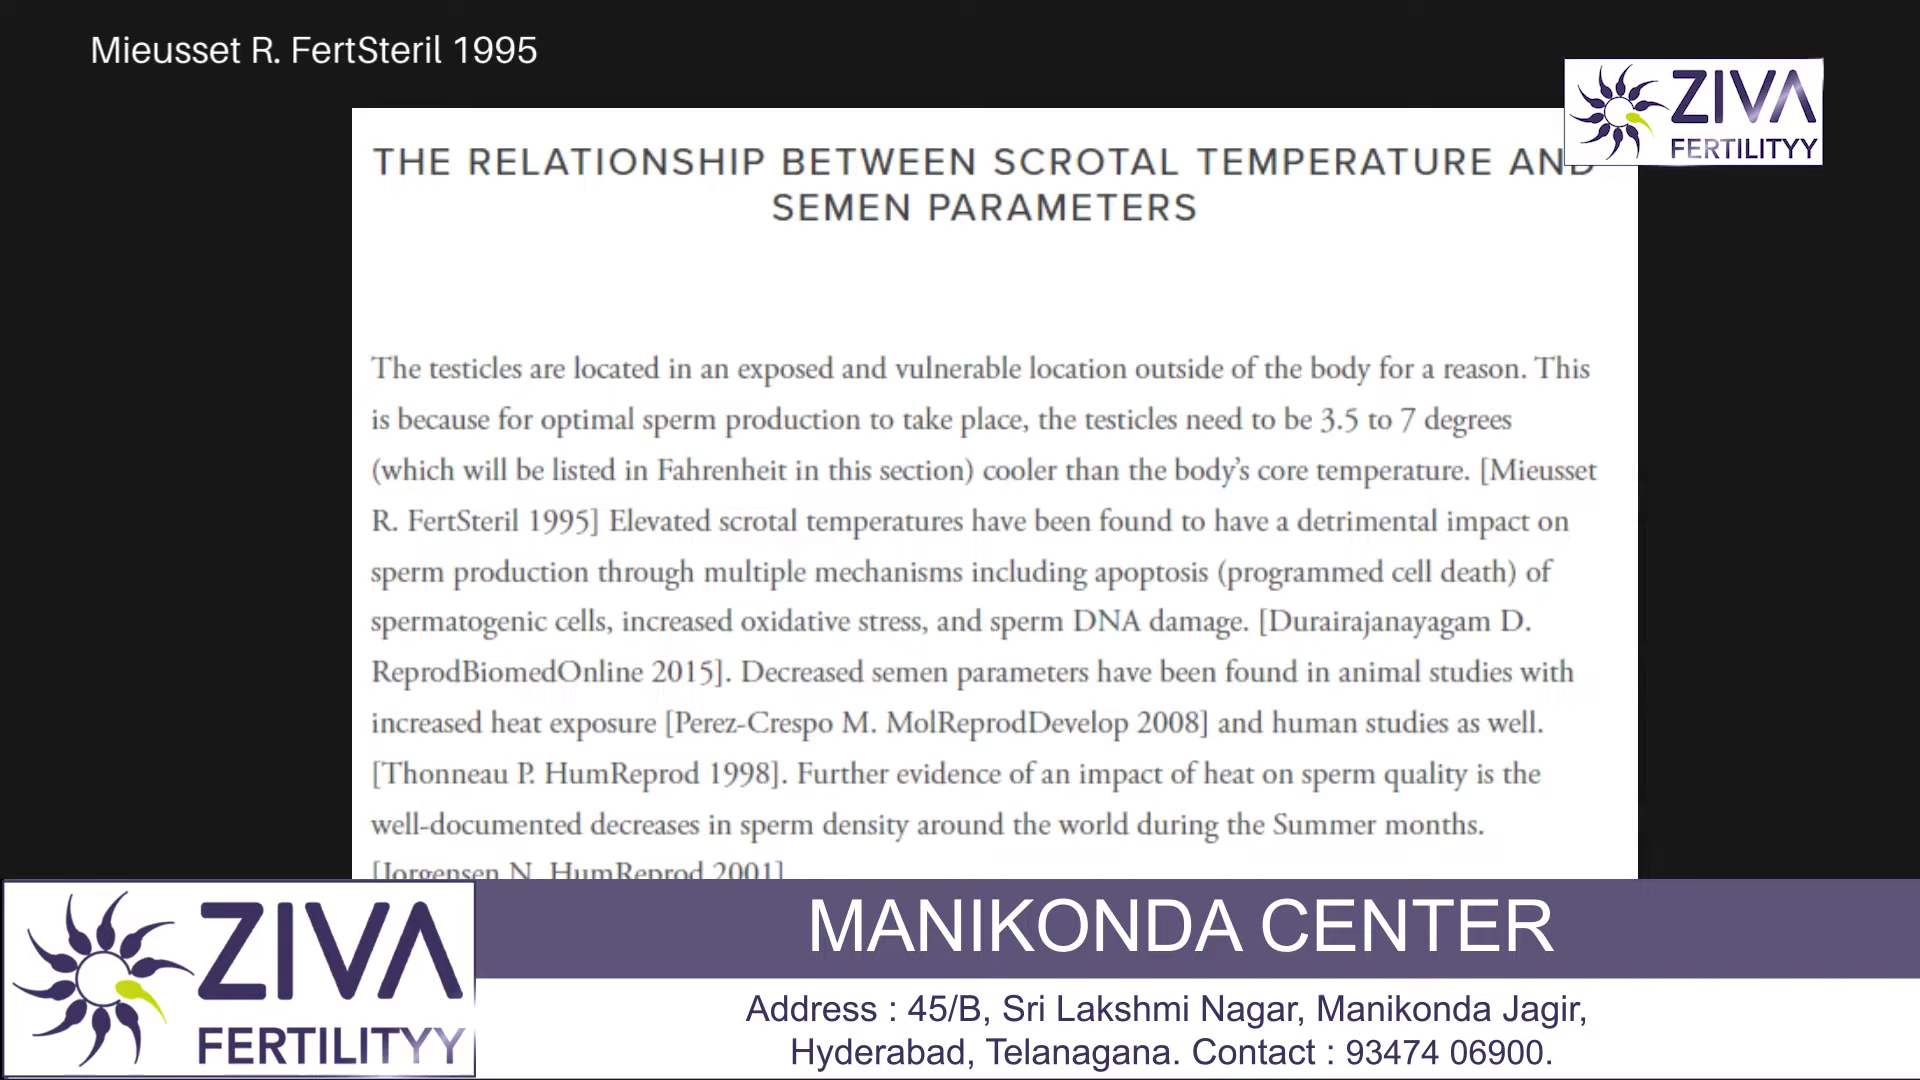 Mieusset R. FertSteril 1995
ZIVA
FERTILITYY
THE RELATIONSHIP BETWEEN SCROTAL TEMPERATURE AND
SEMEN PARAMETERS
The testicles are located in an exposed and vulnerable location outside of the body for a reason. This
is because for optimal sperm production to take place, the testicles need to be 3.5 to 7 degrees
(which will be listed in Fahrenheit in this section) cooler than the body's core temperature. [Mieusset
R. FertSteril 1995] Elevated scrotal temperatures have been found to have a detrimental impact on
sperm production through multiple mechanisms including apoptosis (programmed cell death) of
spermatogenic cells, increased oxidative stress, and sperm DNA damage. [Durairajanayagam D.
ReprodBiomedOnline 2015]. Decreased semen parameters have been found in animal studies with
increased heat exposure [Perez-Crespo M. MolReprodDevelop 2008] and human studies as well.
[Thonneau P. HumReprod 1998]. Further evidence of an impact of heat on sperm quality is the
well-documented decreases in sperm density around the world during the Summer months.
[Jorgensen N. HumReprod 2001]
ZIVA
FERTILITYY
MANIKONDA CENTER
Address : 45/B, Sri Lakshmi Nagar, Manikonda Jagir,
Hyderabad, Telanagana. Contact : 93474 06900.